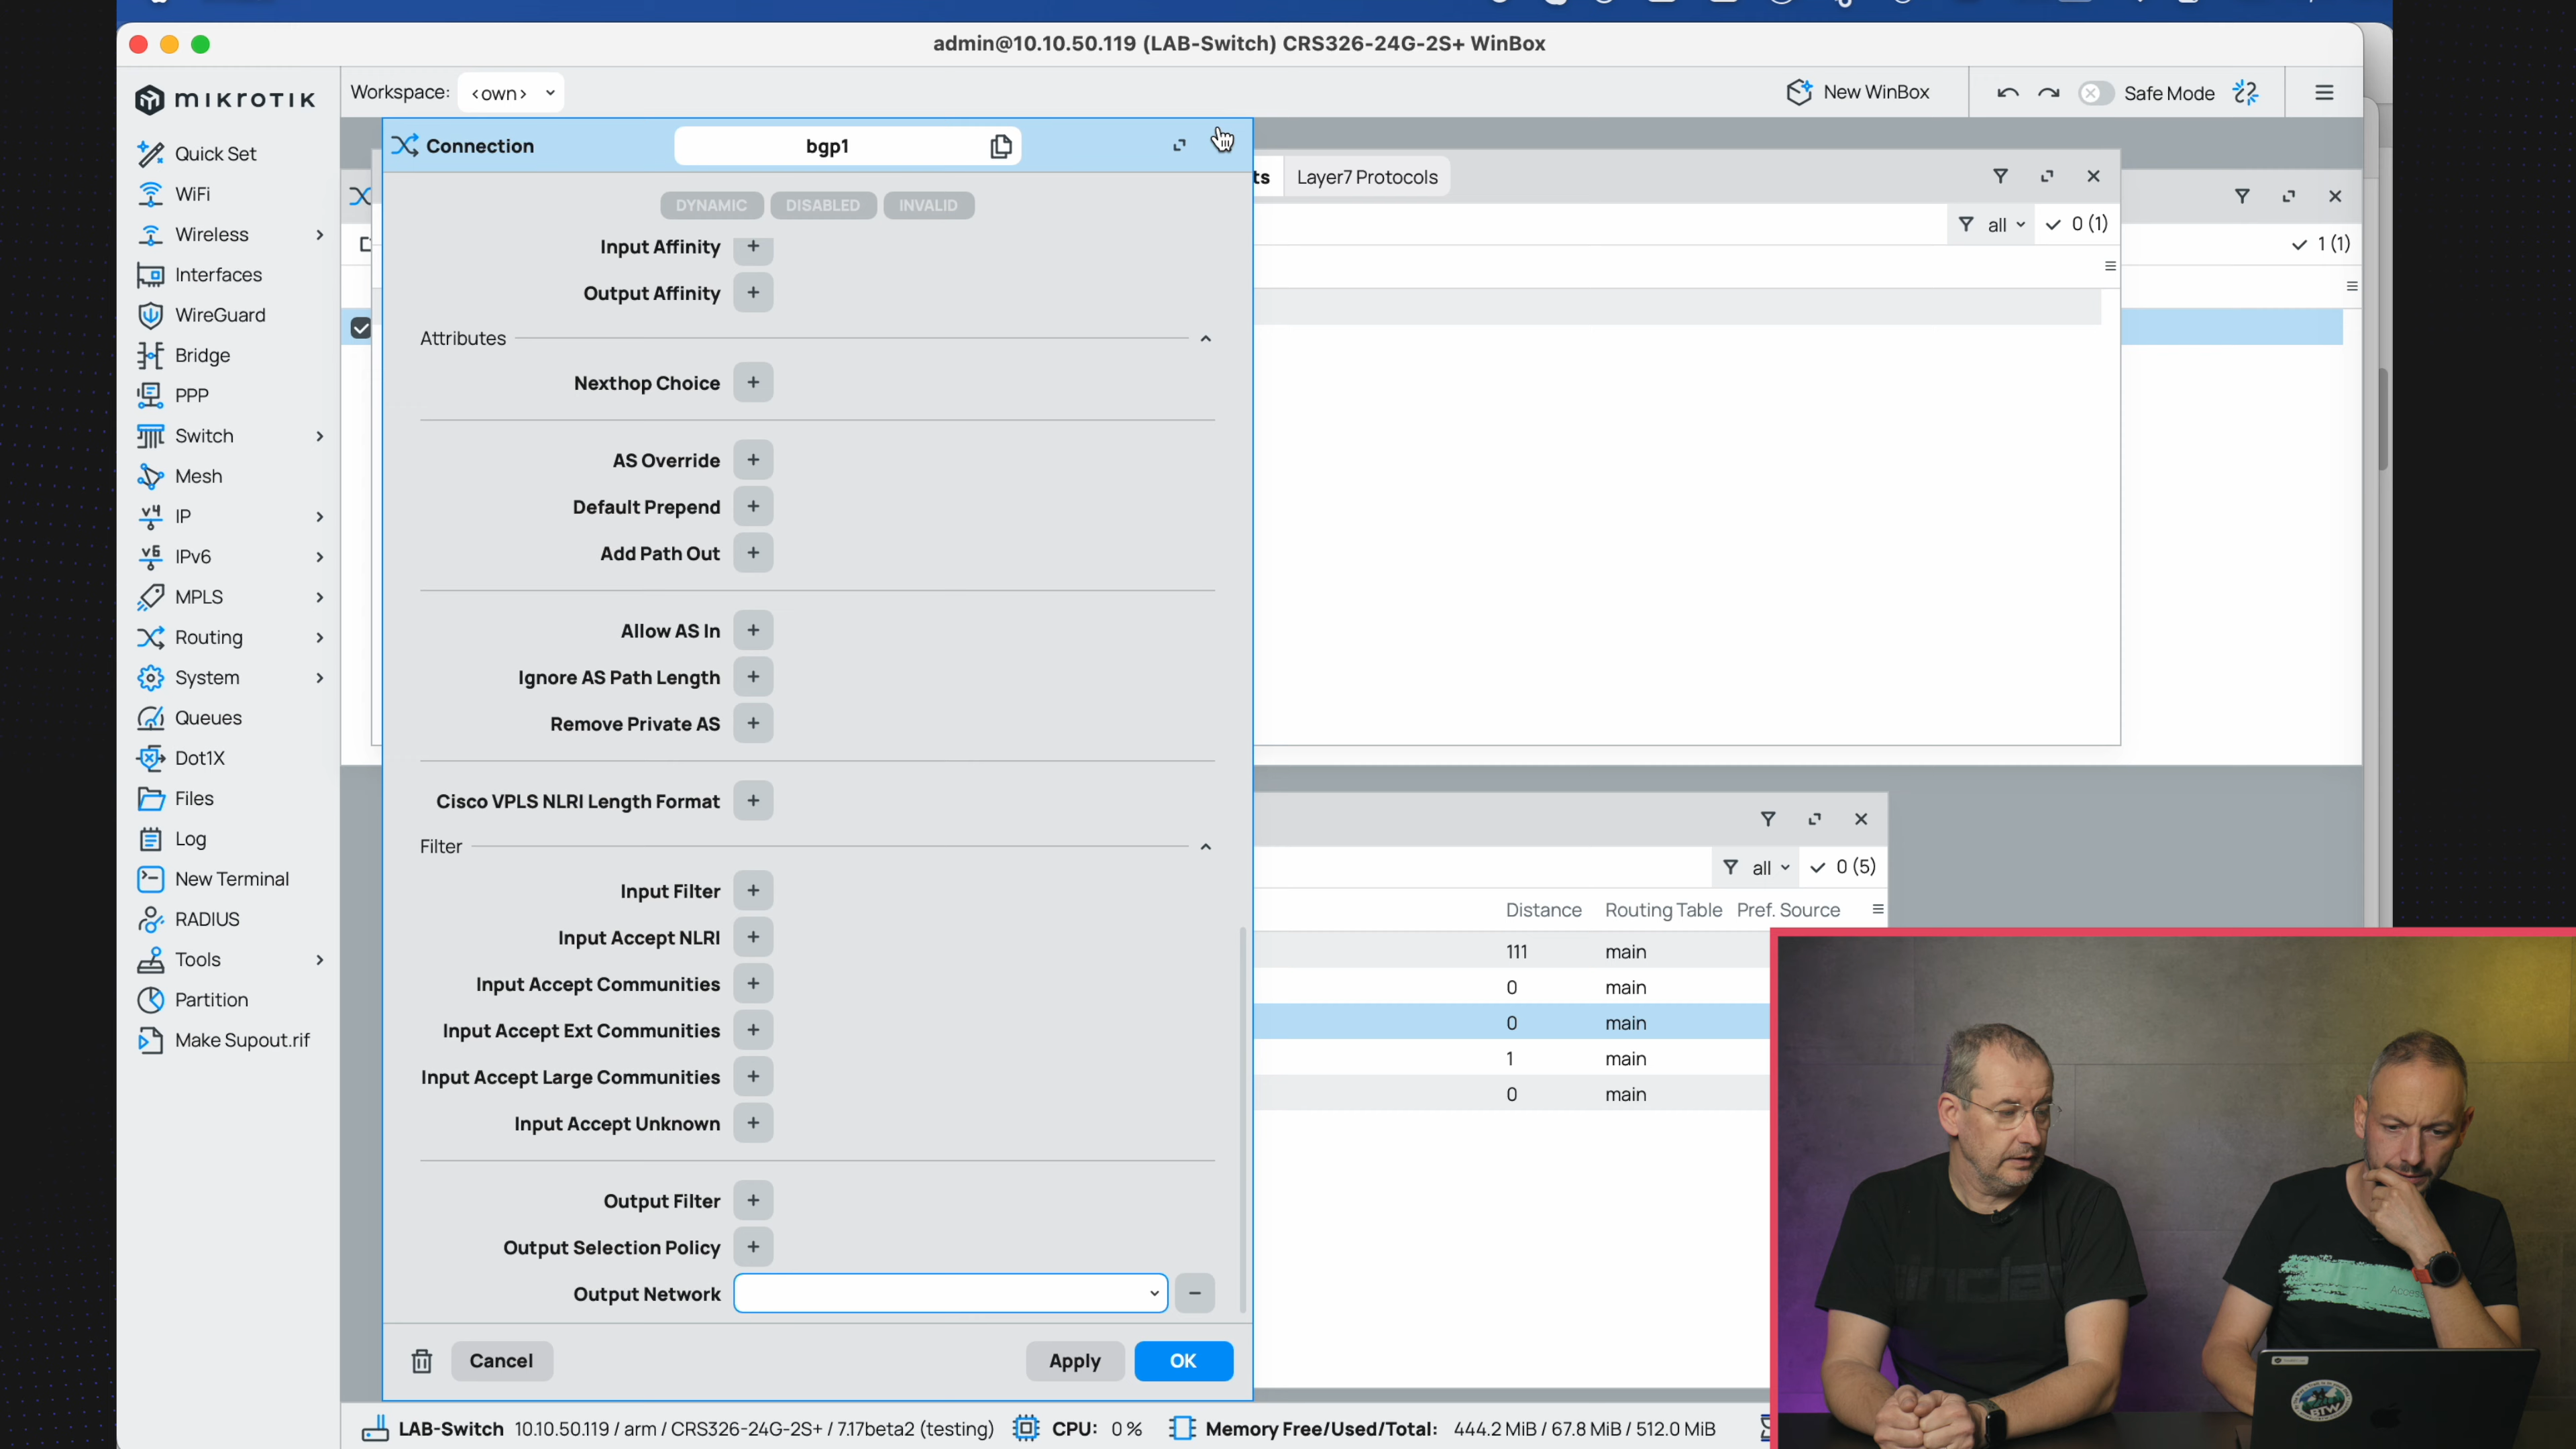 admin@10.10.50.119 (LAB-Switch) CRS326-24G-2S+ WinBox
mikrotik
Workspace: <own>
New WinBox
Safe Mode
Quick Set
WiFi
Wireless
Interfaces
WireGuard
Bridge
PPP
Switch
Mesh
IP
IPv6
MPLS
Routing
System
Queues
Dot1X
Files
Log
New Terminal
RADIUS
Tools
Partition
Make Supout.rif
Connection bgp1
DYNAMIC DISABLED INVALID
Input Affinity +
Output Affinity +
Attributes
Nexthop Choice +
AS Override +
Default Prepend +
Add Path Out +
Allow AS In +
Ignore AS Path Length +
Remove Private AS +
Cisco VPLS NLRI Length Format +
Filter
Input Filter +
Input Accept NLRI +
Input Accept Communities +
Input Accept Ext Communities +
Input Accept Large Communities +
Input Accept Unknown +
Output Filter +
Output Selection Policy +
Output Network −
Cancel Apply OK
ts Layer7 Protocols
all 0 (1)
1 (1)
all 0 (5)
Distance Routing Table Pref. Source
111 main
0 main
0 main
1 main
0 main
LAB-Switch 10.10.50.119 / arm / CRS326-24G-2S+ / 7.17beta2 (testing) CPU: 0 % Memory Free/Used/Total: 444.2 MiB / 67.8 MiB / 512.0 MiB
BTW